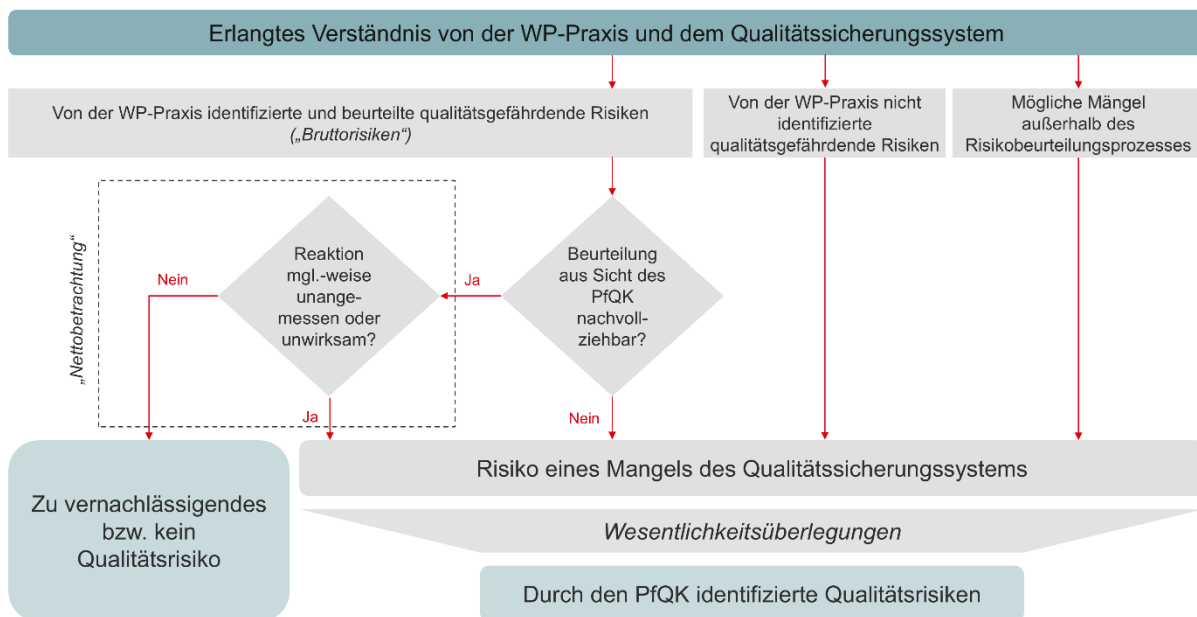 Erlangtes Verständnis von der WP-Praxis und dem Qualitätssicherungssystem
Von der WP-Praxis identifizierte und beurteilte qualitätsgefährdende Risiken
(„Bruttorisiken“)
Von der WP-Praxis nicht
identifizierte
qualitätsgefährdende Risiken
Mögliche Mängel
außerhalb des
Risikobeurteilungsprozesses
„Nettobetrachtung“
Nein
Reaktion
mgl.-weise
unange-
messen oder
unwirksam?
Ja
Beurteilung
aus Sicht des
PfQK
nachvoll-
ziehbar?
Ja
Nein
Zu vernachlässigendes
bzw. kein
Qualitätsrisiko
Risiko eines Mangels des Qualitätssicherungssystems
Wesentlichkeitsüberlegungen
Durch den PfQK identifizierte Qualitätsrisiken